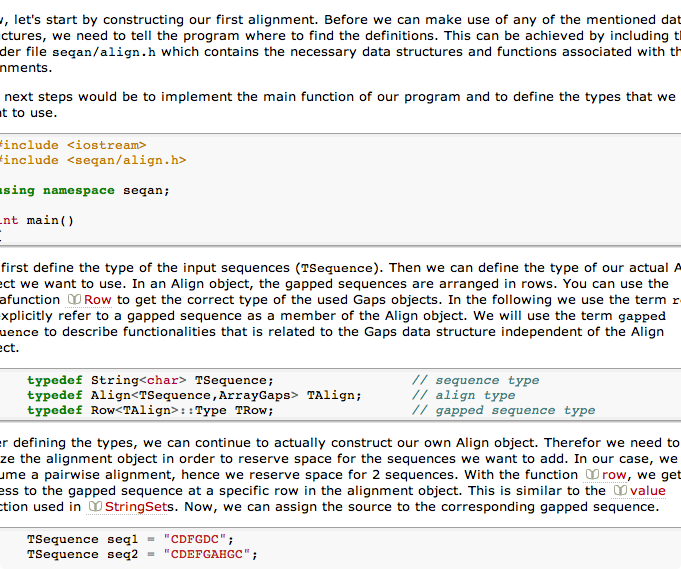 , let's start by constructing our first alignment. Before we can make use of any of the mentioned dat
ctures, we need to tell the program where to find the definitions. This can be achieved by including t
der file seqan/align.h which contains the necessary data structures and functions associated with th
nments.
next steps would be to implement the main function of our program and to define the types that we
t to use.
#include <iostream>
#include <seqan/align.h>
using namespace seqan;
int main()
{
first define the type of the input sequences (TSequence). Then we can define the type of our actual A
ect we want to use. In an Align object, the gapped sequences are arranged in rows. You can use the
afunction Row to get the correct type of the used Gaps objects. In the following we use the term r
explicitly refer to a gapped sequence as a member of the Align object. We will use the term gapped
uence to describe functionalities that is related to the Gaps data structure independent of the Align
ect.
typedef String<char> TSequence; // sequence type
typedef Align<TSequence,ArrayGaps> TAlign; // align type
typedef Row<TAlign>::Type TRow; // gapped sequence type
er defining the types, we can continue to actually construct our own Align object. Therefor we need to
ze the alignment object in order to reserve space for the sequences we want to add. In our case, we
ume a pairwise alignment, hence we reserve space for 2 sequences. With the function row, we get
ess to the gapped sequence at a specific row in the alignment object. This is similar to the value
ction used in StringSets. Now, we can assign the source to the corresponding gapped sequence.
TSequence seq1 = "CDFGDC";
TSequence seq2 = "CDEFGAHGC";